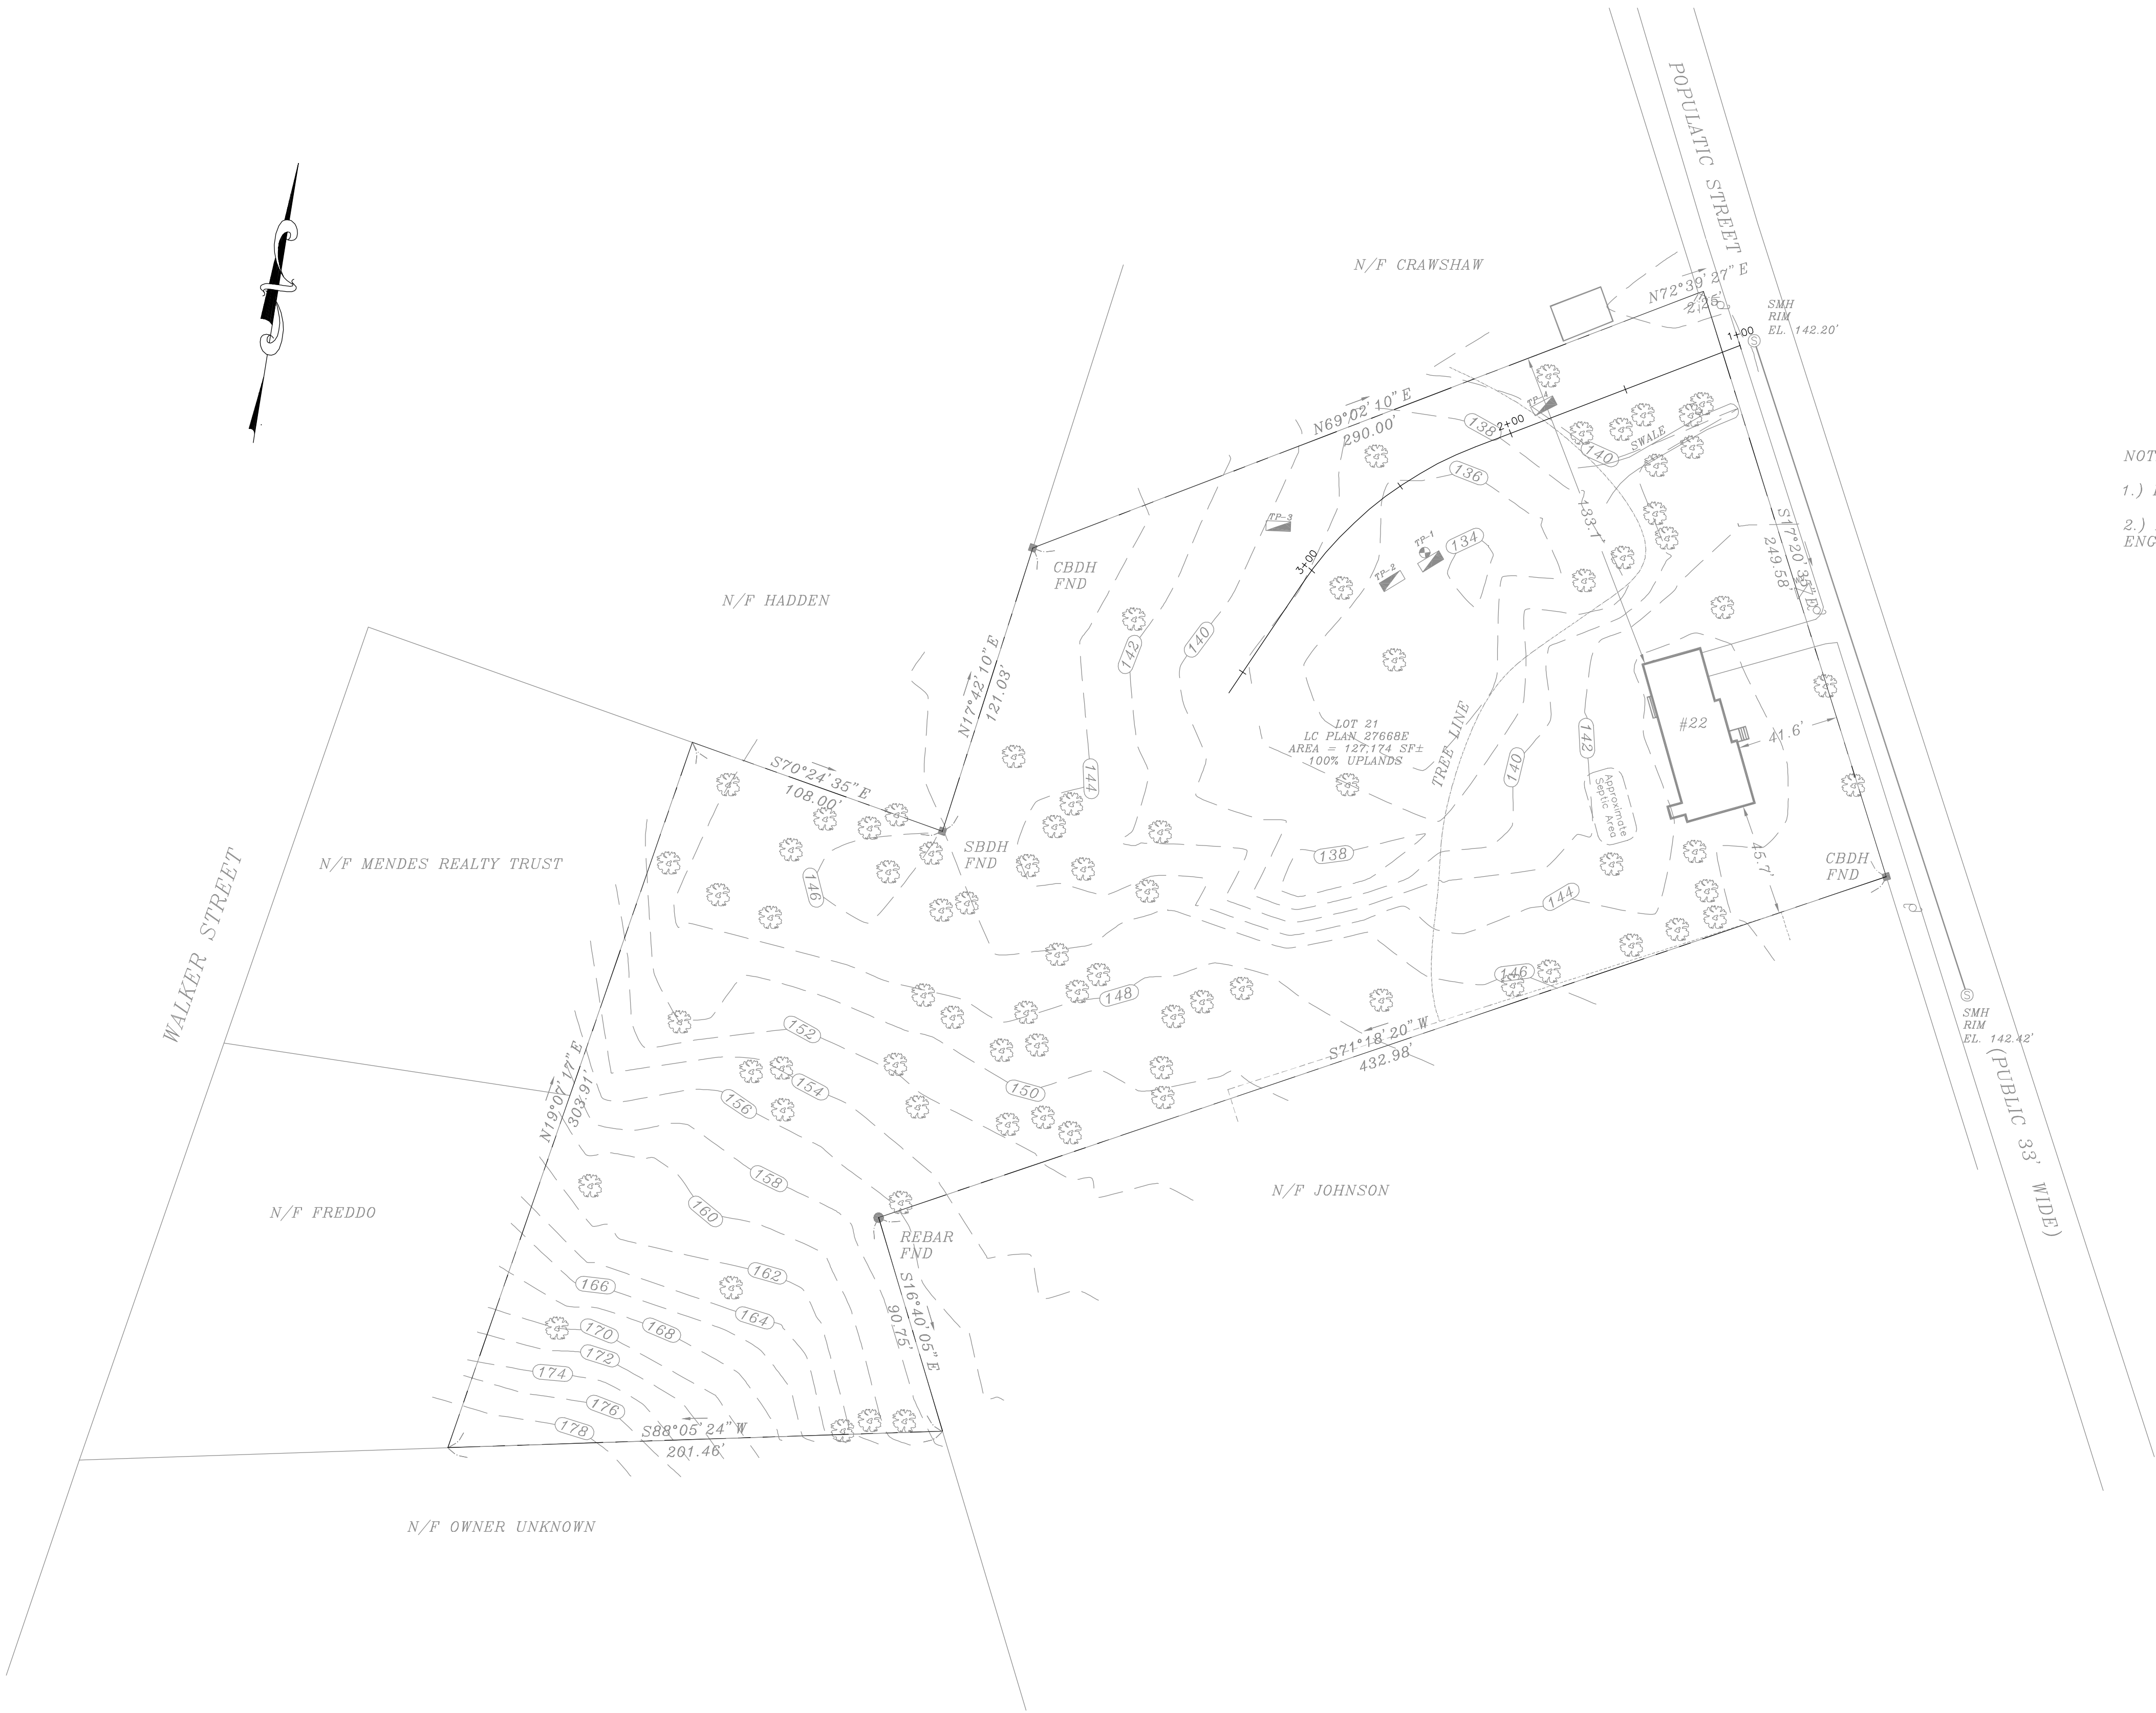 POPULATIC STREET
N/F CRAWSHAW
N72°39'27"E
2.25'
SMH
RIM
EL. 142.20'
1+00
N69°02'10"E
290.00'
TP-4
2+00
138
SWALE
140
136
133.1'
TP-3
TP-1
134
TP-2
3+00
S17°20'35"E
249.58'
NOT
1.)
2.)
ENG
CBDH
FND
N/F HADDEN
N17°42'10"E
121.03'
142
140
LOT 21
LC PLAN 27668E
AREA = 127,174 SF±
100% UPLANDS
TREE LINE
140
142
#22
41.6'
Approximate
Septic Area
S70°24'35"E
108.00'
144
SBDH
FND
138
45.7'
CBDH
FND
N/F MENDES REALTY TRUST
146
144
WALKER STREET
148
146
SMH
RIM
EL. 142.42'
(PUBLIC 33' WIDE)
S71°18'20"W
432.98'
152
150
154
156
N19°07'17"E
303.91'
158
160
N/F FREDDO
N/F JOHNSON
REBAR
FND
162
166
164
S16°40'05"E
90.75'
170
168
172
174
176
178
S88°05'24"W
201.46'
N/F OWNER UNKNOWN